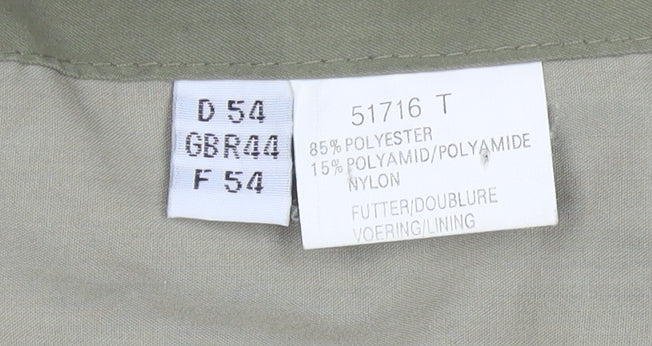 D 54
GBR44
F 54
51716 T
85% POLYESTER
15% POLYAMID/POLYAMIDE
NYLON
FUTTER/DOUBLURE
VOERING/LINING